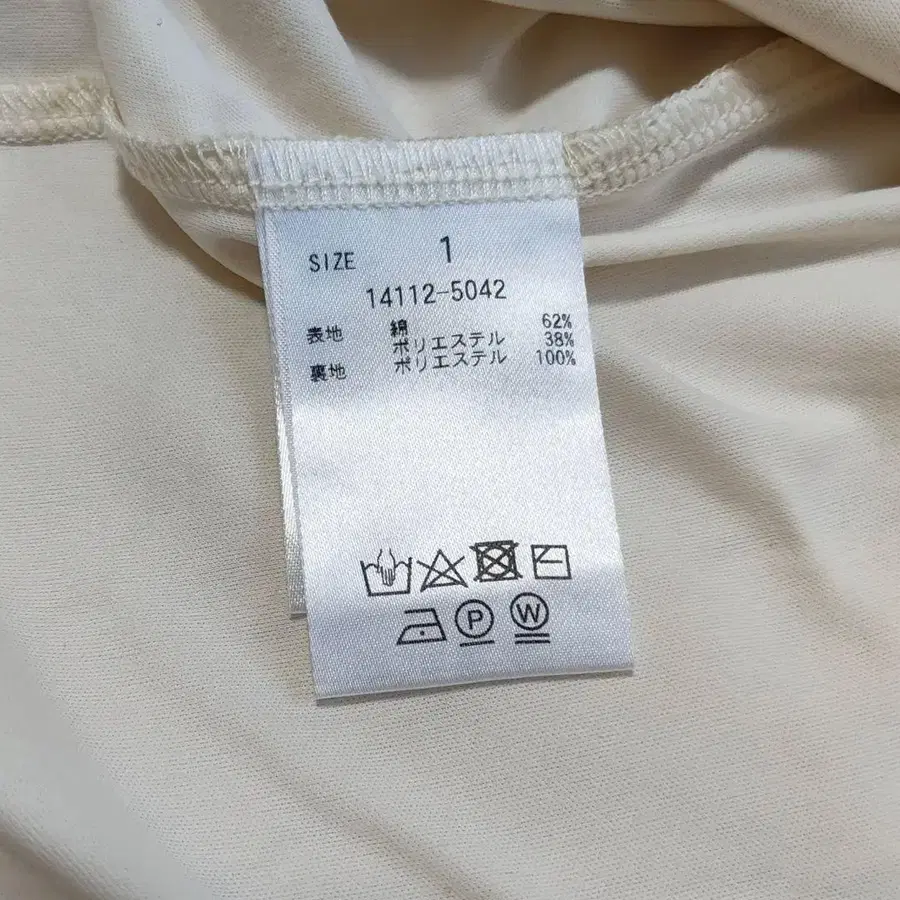 SIZE 1
14112-5042
表地 綿 62%
ポリエステル 38%
裏地 ポリエステル 100%
P W